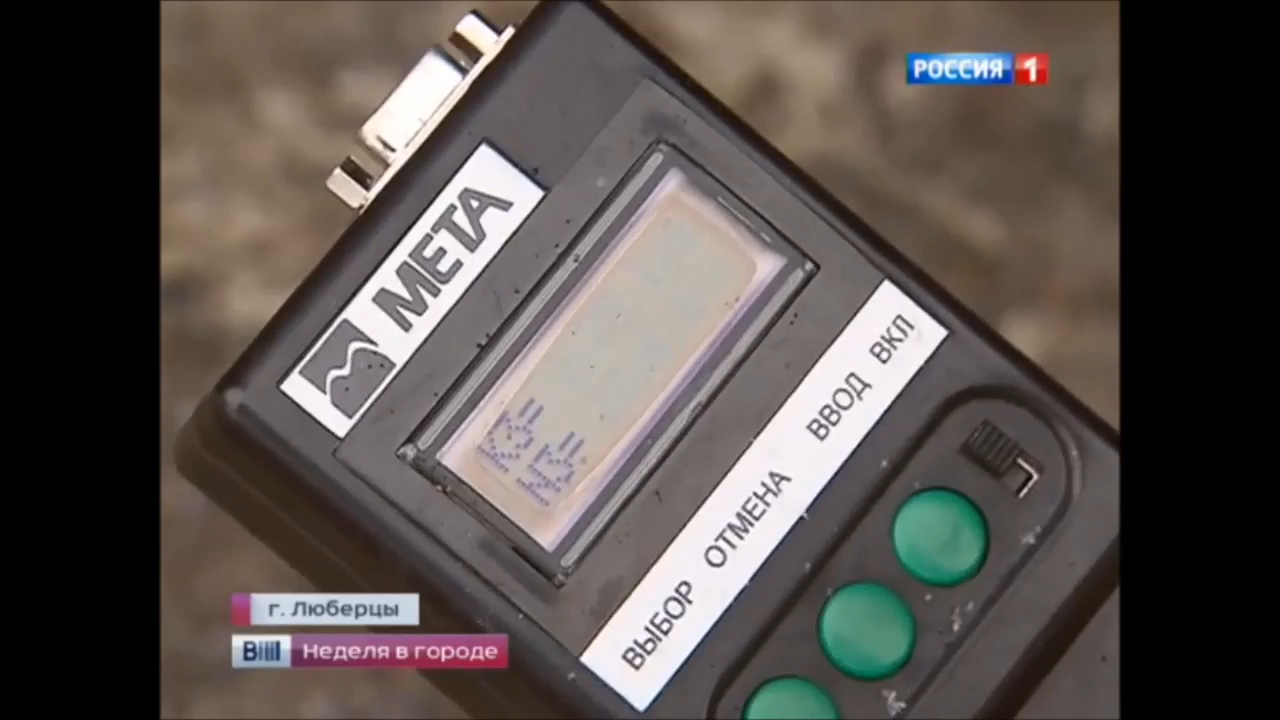 РОССИЯ 1
МЕТА
ВЫБОР ОТМЕНА ВВОД ВКЛ
г. Люберцы
Неделя в городе